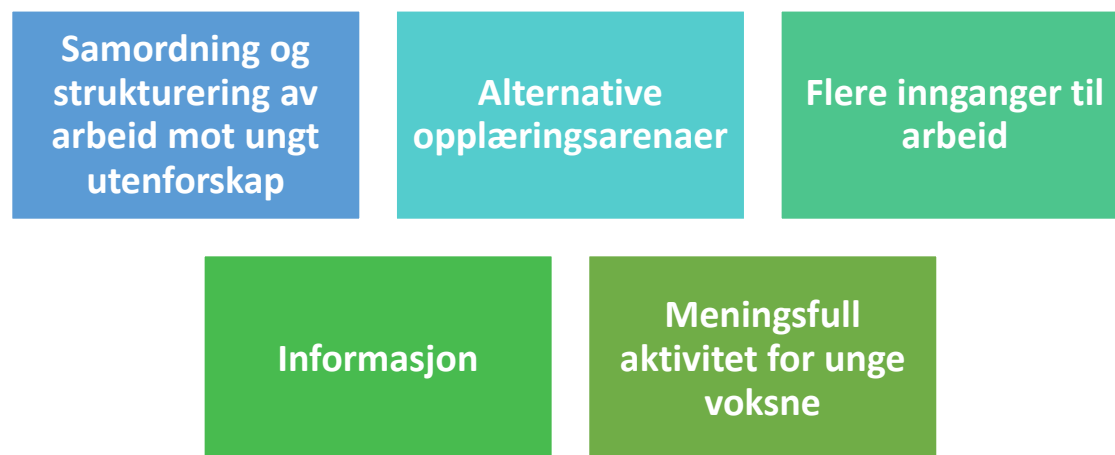 Samordning og
strukturering av
arbeid mot ungt
utenforskap
Alternative
opplæringsarenaer
Flere innganger til
arbeid
Informasjon
Meningsfull
aktivitet for unge
voksne